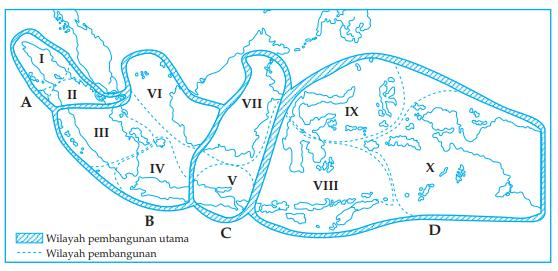 I
II
A
VI
VII
III
IX
IV
V
X
VIII
B
C
D
Wilayah pembangunan utama
Wilayah pembangunan